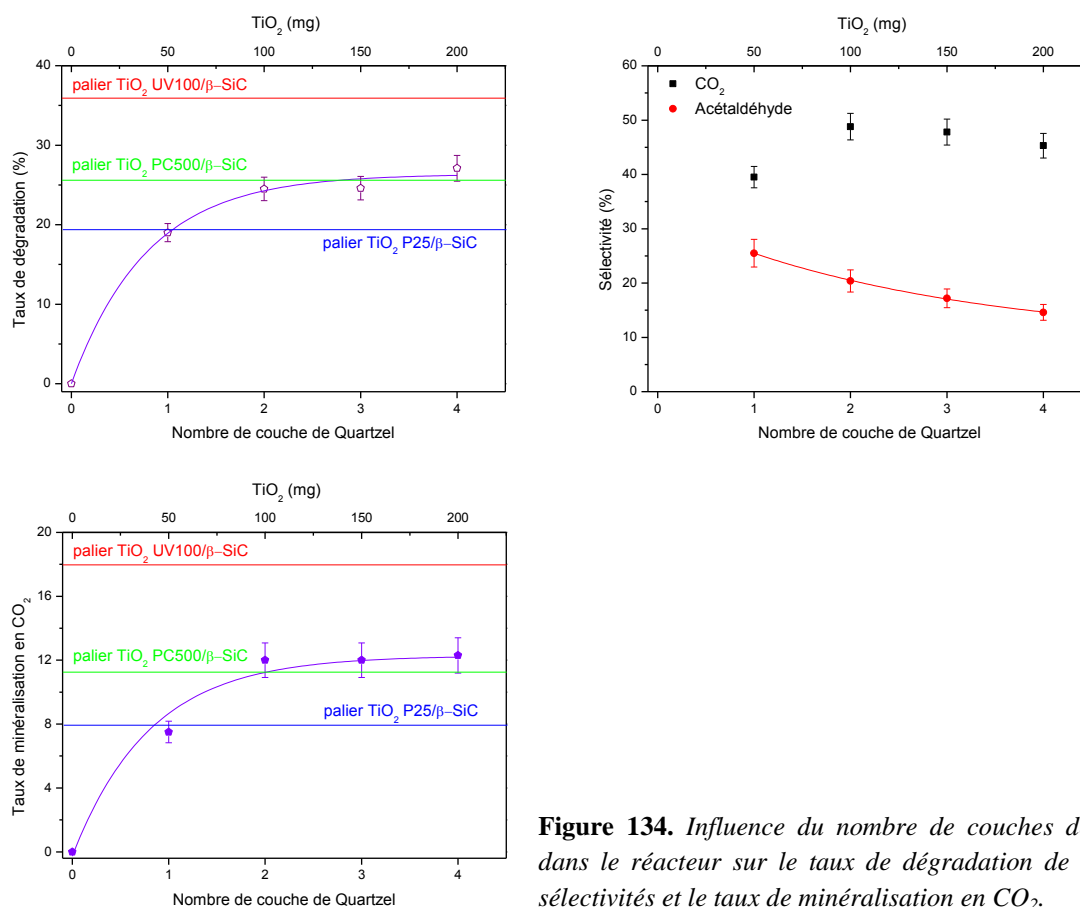 TiO₂ (mg)
0 50 100 150 200
40
30
20
10
0
Taux de dégradation (%)
palier TiO₂ UV100/β–SiC
palier TiO₂ PC500/β–SiC
palier TiO₂ P25/β–SiC
0 1 2 3 4
Nombre de couche de Quartzel
TiO₂ (mg)
0 50 100 150 200
60
50
40
30
20
10
0
Sélectivité (%)
CO₂
Acétaldéhyde
0 1 2 3 4
Nombre de couche de Quartzel
TiO₂ (mg)
0 50 100 150 200
20
16
12
8
4
0
Taux de minéralisation en CO₂
palier TiO₂ UV100/β–SiC
palier TiO₂ PC500/β–SiC
palier TiO₂ P25/β–SiC
0 1 2 3 4
Nombre de couche de Quartzel
Figure 134. Influence du nombre de couches d
dans le réacteur sur le taux de dégradation de
sélectivités et le taux de minéralisation en CO₂.